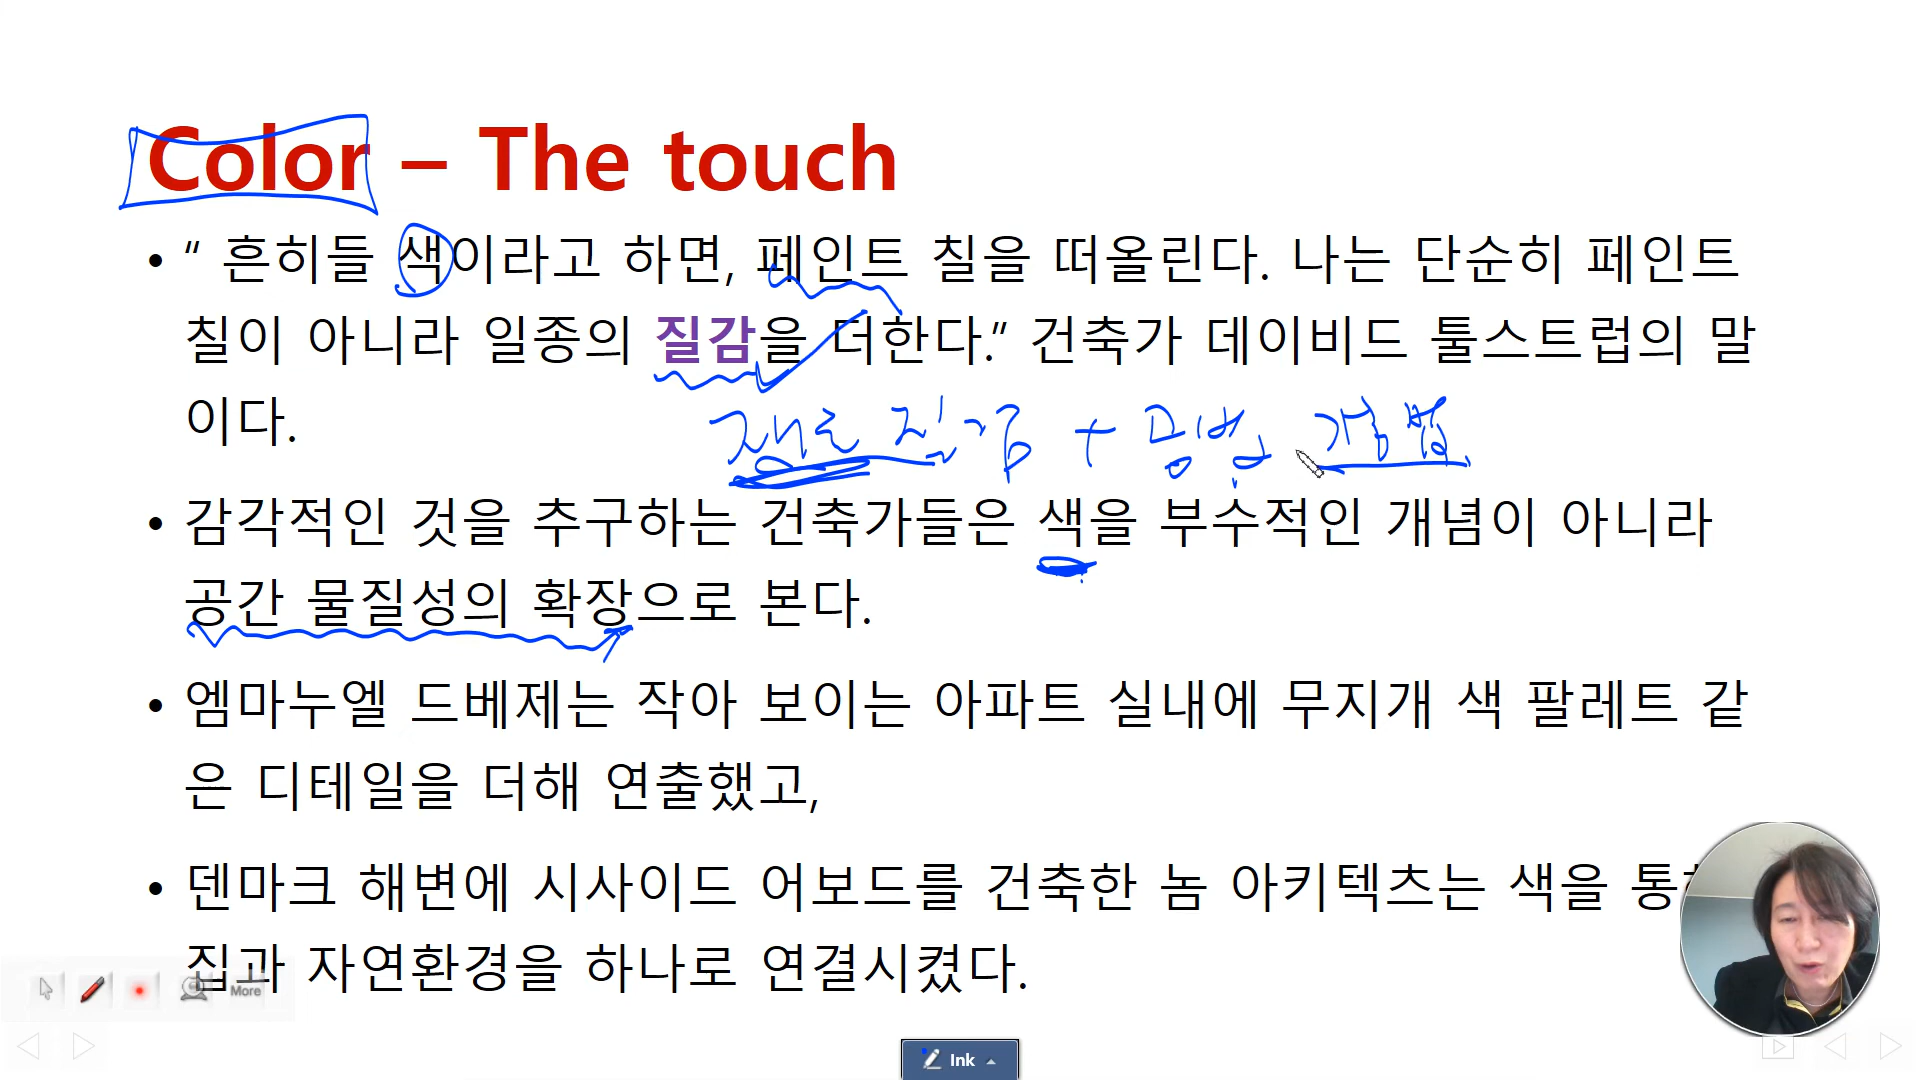 Color – The touch
• “ 흔히들 색이라고 하면, 페인트 칠을 떠올린다. 나는 단순히 페인트
칠이 아니라 일종의 질감을 더한다.” 건축가 데이비드 툴스트럽의 말
이다.
재료 질감 + 공법
• 감각적인 것을 추구하는 건축가들은 색을 부수적인 개념이 아니라
공간 물질성의 확장으로 본다.
• 엠마누엘 드베제는 작아 보이는 아파트 실내에 무지개 색 팔레트 같
은 디테일을 더해 연출했고,
• 덴마크 해변에 시사이드 어보드를 건축한 놈 아키텍츠는 색을
집과 자연환경을 하나로 연결시켰다.
More
Ink